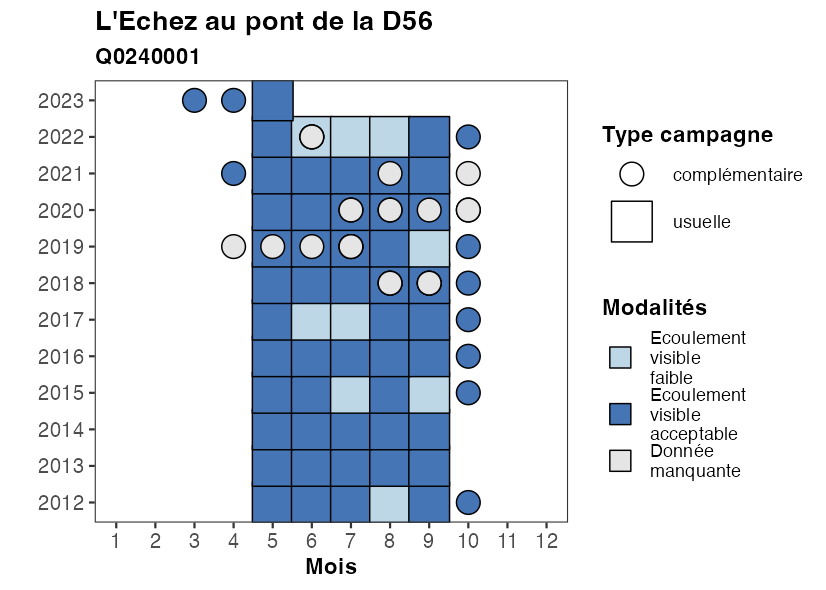 L'Echez au pont de la D56
Q0240001
2023
2022
2021
2020
2019
2018
2017
2016
2015
2014
2013
2012
1 2 3 4 5 6 7 8 9 10 11 12
Mois
Type campagne
complémentaire
usuelle
Modalités
Ecoulement
visible
faible
Ecoulement
visible
acceptable
Donnée
manquante